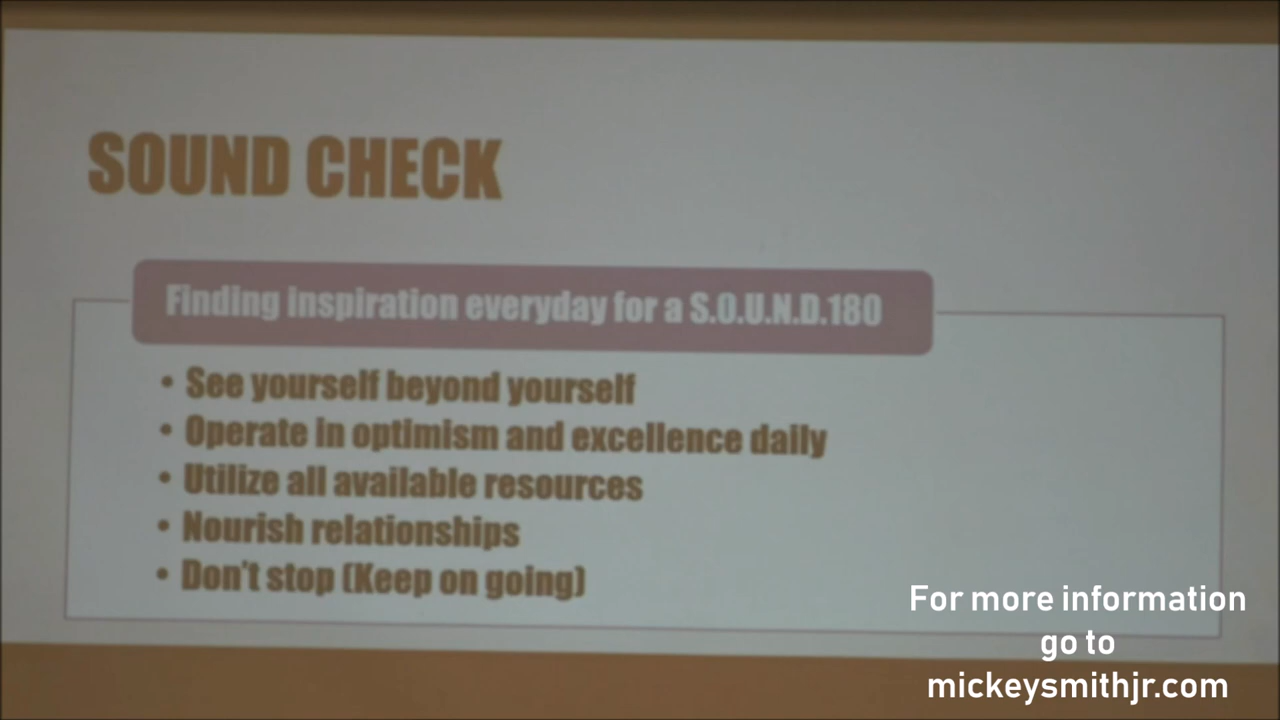 SOUND CHECK
Finding inspiration everyday for a S.O.U.N.D.180
• See yourself beyond yourself
• Operate in optimism and excellence daily
• Utilize all available resources
• Nourish relationships
• Don't stop (Keep on going)
For more information
go to
mickeysmithjr.com